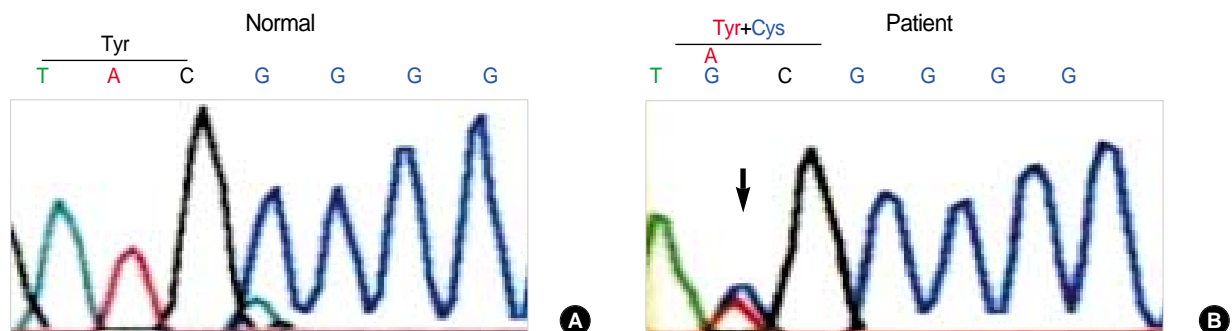 Normal
Tyr
T A C G G G G
A
Patient
Tyr+Cys
A
T G C G G G G
B